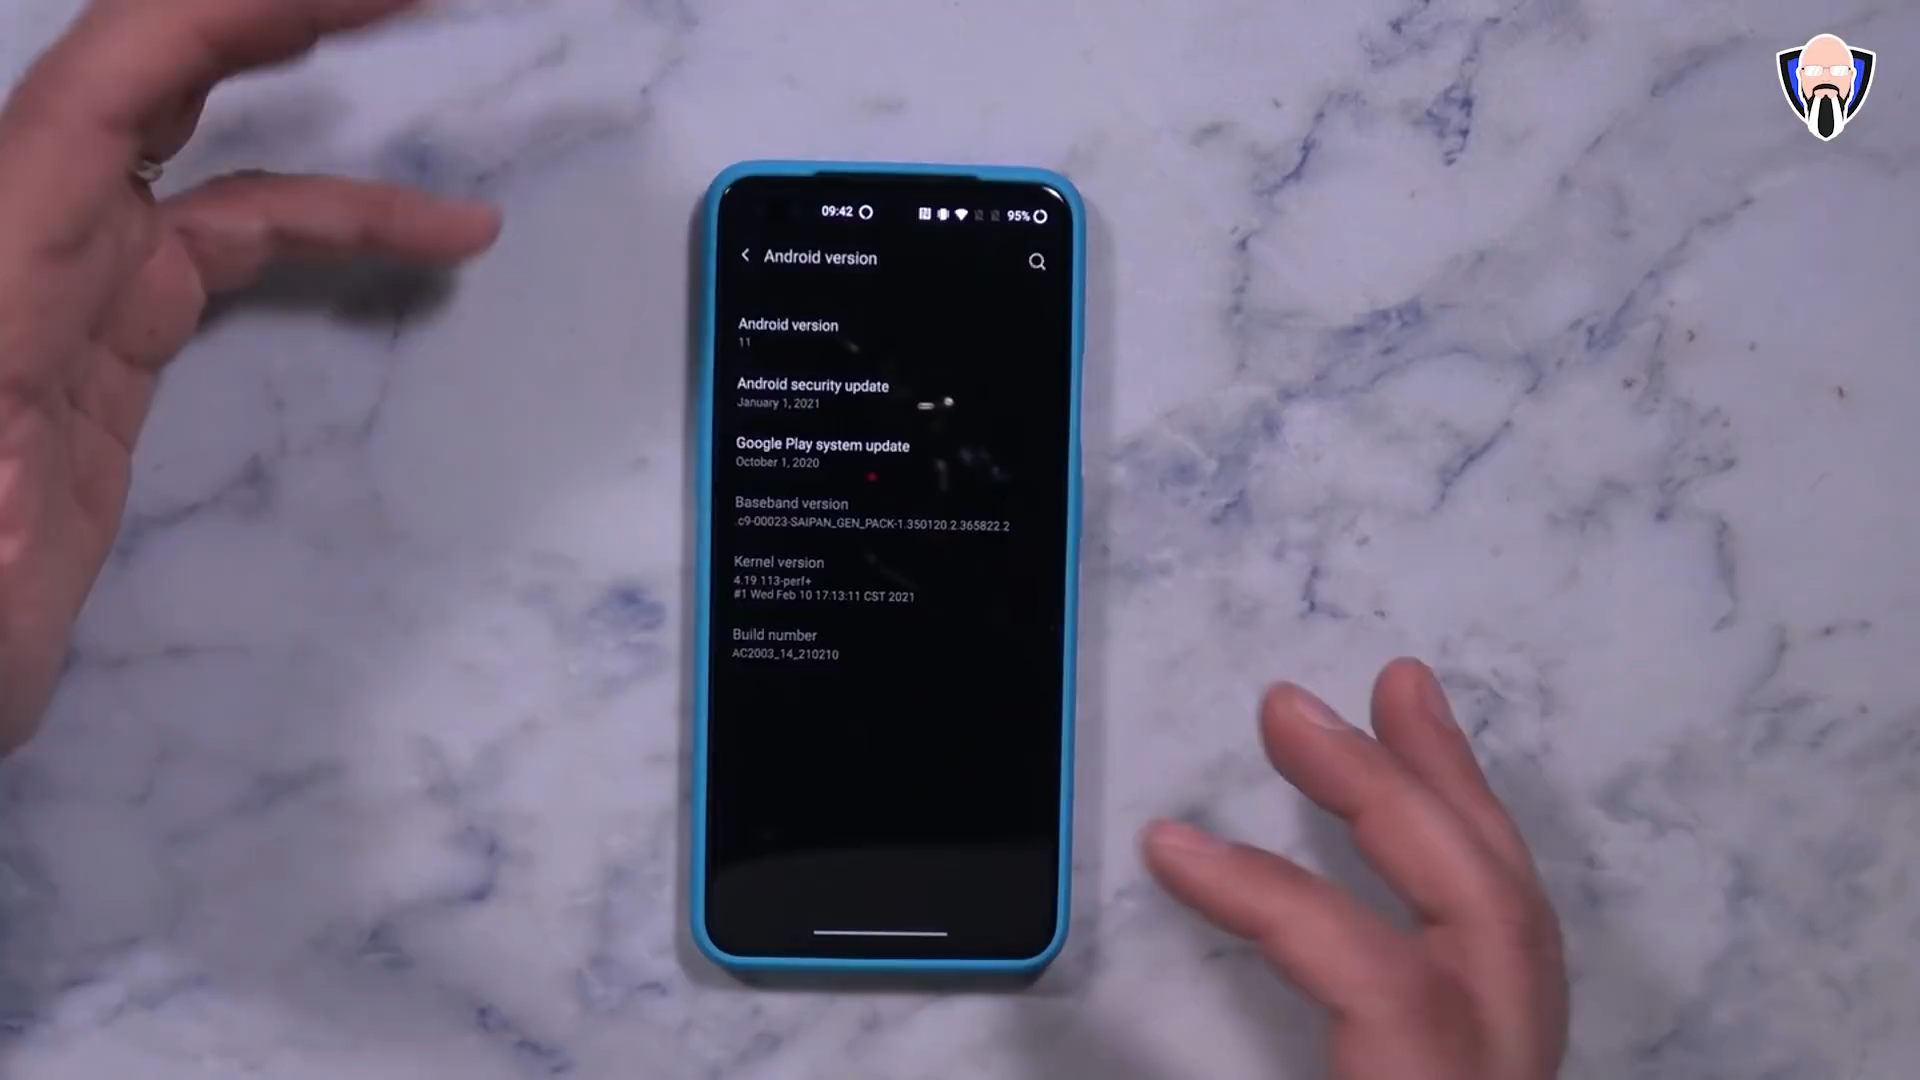 09:42
95%
Android version
Android version
11
Android security update
January 1, 2021
Google Play system update
October 1, 2020
Baseband version
.c9-00023-SAIPAN_GEN_PACK-1.350120.2.365822.2
Kernel version
4.19.113-perf+
#1 Wed Feb 10 17:13:11 CST 2021
Build number
AC2003_14_210210